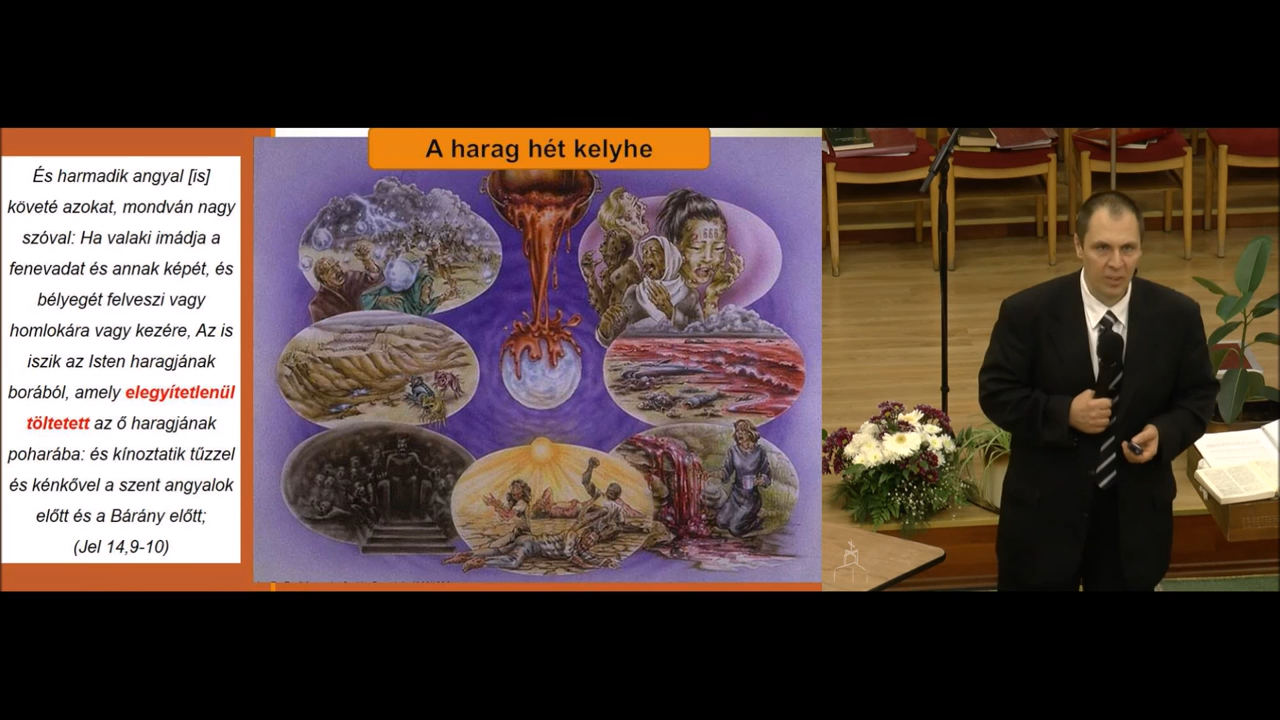 A harag hét kelyhe
És harmadik angyal [is]
követé azokat, mondván nagy
szóval: Ha valaki imádja a
fenevadat és annak képét, és
bélyegét felveszi vagy
homlokára vagy kezére, Az is
iszik az Isten haragjának
borából, amely elegyítetlenül
töltetett az ő haragjának
poharába: és kínoztatik tűzzel
és kénkővel a szent angyalok
előtt és a Bárány előtt;
(Jel 14,9-10)
666